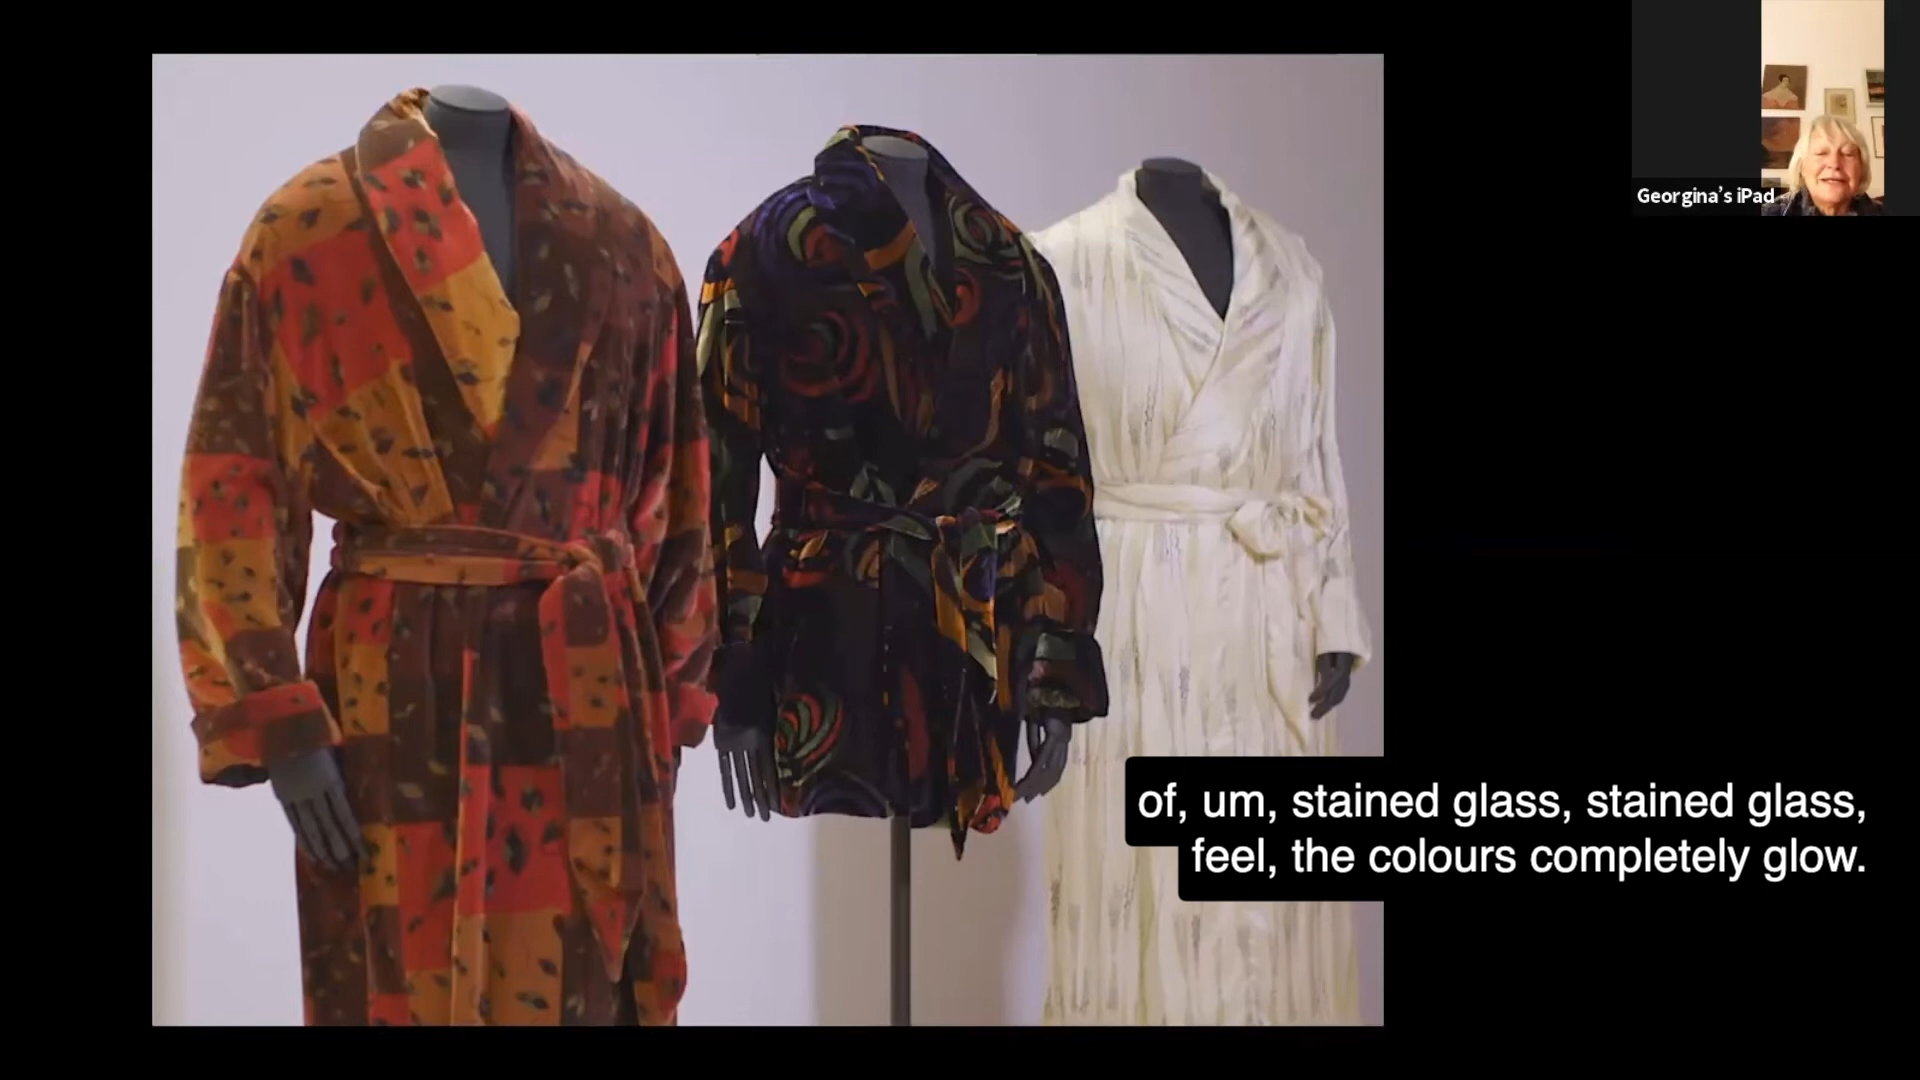 Georgina's iPad
of, um, stained glass, stained glass,
feel, the colours completely glow.